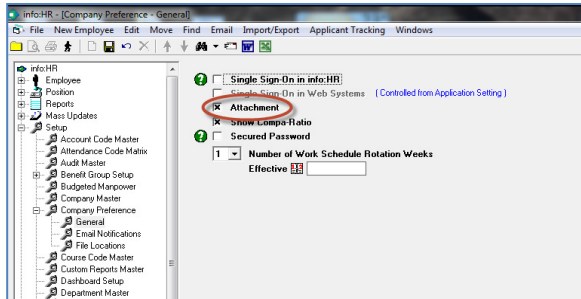 info:HR - [Company Preference - General]
File New Employee Edit Move Find Email Import/Export Applicant Tracking Windows
info:HR
Employee
Position
Reports
Mass Updates
Setup
Account Code Master
Attendance Code Matrix
Audit Master
Benefit Group Setup
Budgeted Manpower
Company Master
Company Preference
General
Email Notifications
File Locations
Course Code Master
Custom Reports Master
Dashboard Setup
Department Master
Single Sign-On in info:HR
Single Sign-On in Web Systems (Controlled from Application Setting)
Attachment
Show Compa-Ratio
Secured Password
1 Number of Work Schedule Rotation Weeks
Effective